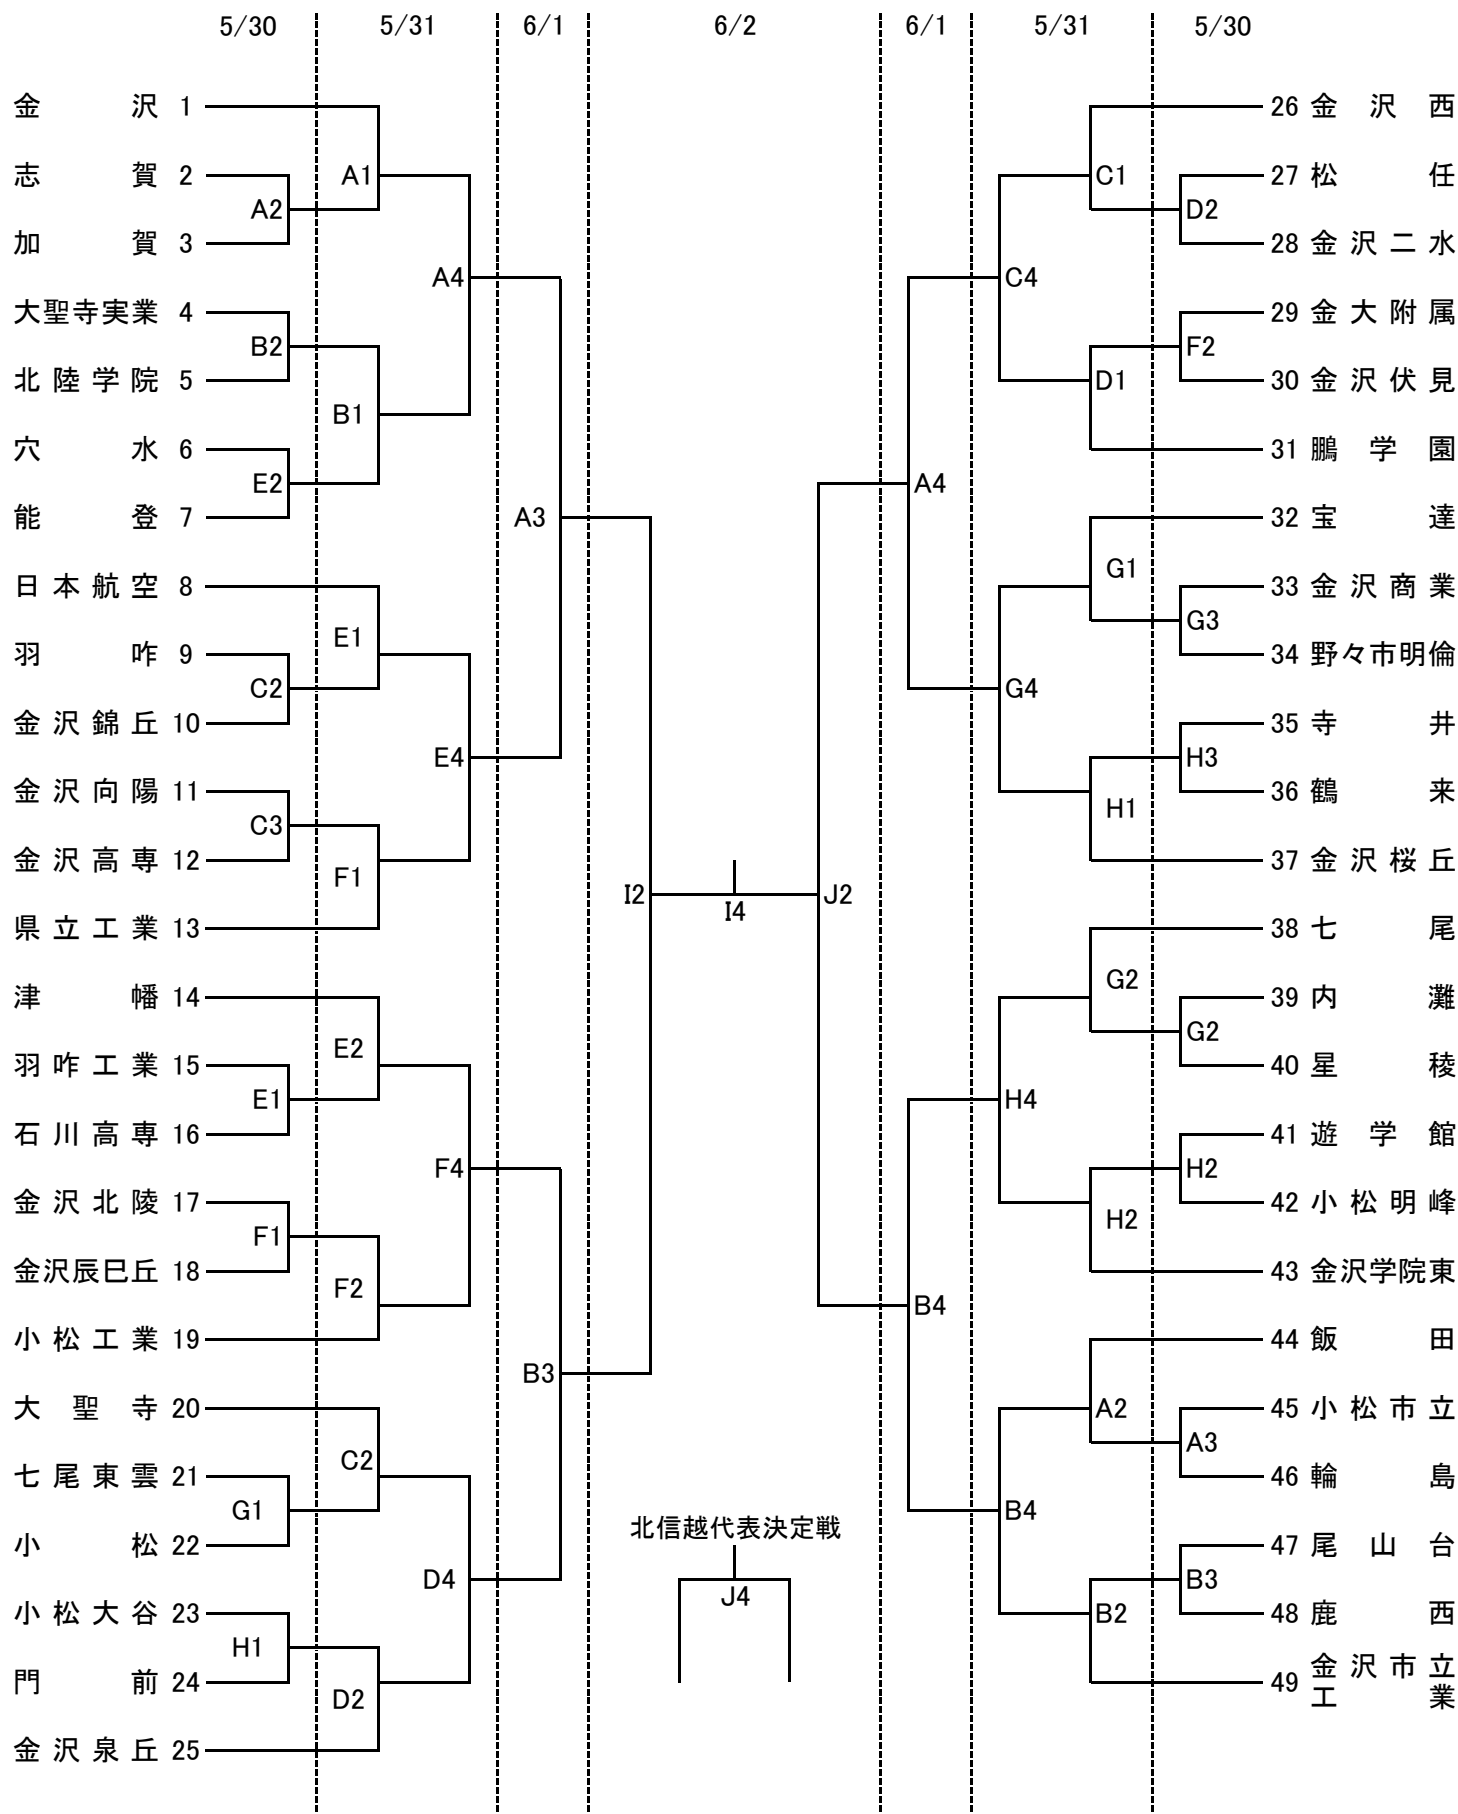 5/30 5/31 6/1 6/2 6/1 5/31 5/30
金沢 1
志賀 2
加賀 3
大聖寺実業 4
北陸学院 5
穴水 6
能登 7
日本航空 8
羽咋 9
金沢錦丘 10
金沢向陽 11
金沢高専 12
県立工業 13
津幡 14
羽咋工業 15
石川高専 16
金沢北陵 17
金沢辰巳丘 18
小松工業 19
大聖寺 20
七尾東雲 21
小松 22
小松大谷 23
門前 24
金沢泉丘 25
A2
B2
E2
C2
C3
E1
F1
G1
H1
A1
B1
E1
F1
E2
F2
C2
D2
A4
E4
F4
D4
A3
B3
I2
I4
J2
北信越代表決定戦
J4
A4
B4
C4
G4
H4
B4
C1
D1
G1
H1
G2
H2
A2
B2
D2
F2
G3
H3
G2
H2
A3
B3
26 金沢西
27 松任
28 金沢二水
29 金大附属
30 金沢伏見
31 鵬学園
32 宝達
33 金沢商業
34 野々市明倫
35 寺井
36 鶴来
37 金沢桜丘
38 七尾
39 内灘
40 星稜
41 遊学館
42 小松明峰
43 金沢学院東
44 飯田
45 小松市立
46 輪島
47 尾山台
48 鹿西
49 金沢市立
工業